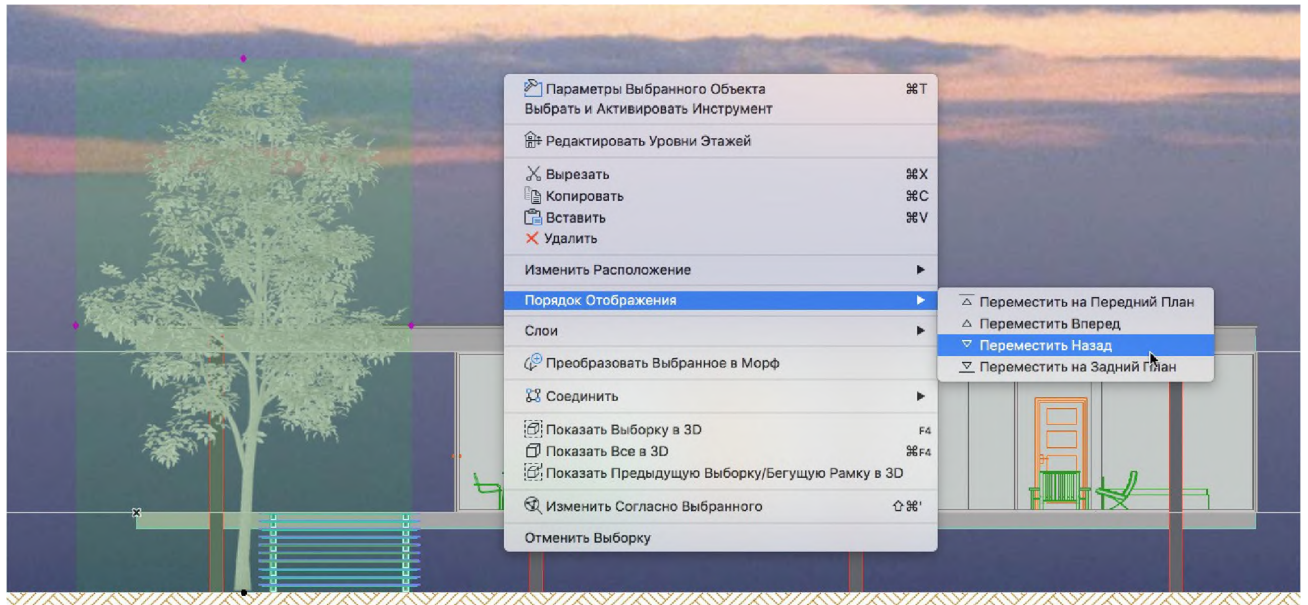 Параметры Выбранного Объекта ⌘T
Выбрать и Активировать Инструмент
Редактировать Уровни Этажей
Вырезать ⌘X
Копировать ⌘C
Вставить ⌘V
Удалить
Изменить Расположение
Порядок Отображения
Переместить на Передний План
Переместить Вперед
Переместить Назад
Переместить на Задний План
Слои
Преобразовать Выбранное в Морф
Соединить
Показать Выборку в 3D F4
Показать Все в 3D ⌘F4
Показать Предыдущую Выборку/Бегущую Рамку в 3D
Изменить Согласно Выбранного ⇧⌘'
Отменить Выборку